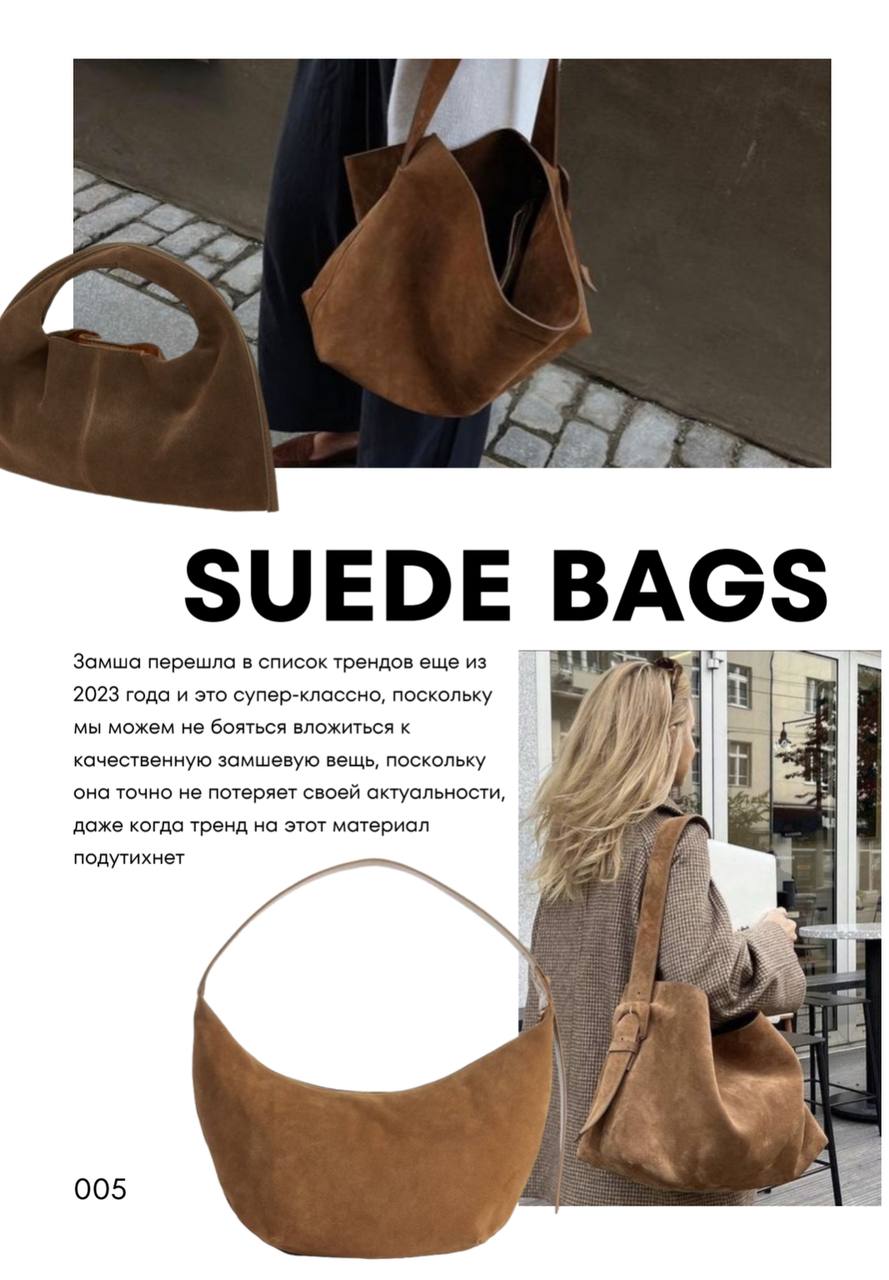 SUEDE BAGS
Замша перешла в список трендов еще из
2023 года и это супер-классно, поскольку
мы можем не бояться вложиться к
качественную замшевую вещь, поскольку
она точно не потеряет своей актуальности,
даже когда тренд на этот материал
подутихнет
005